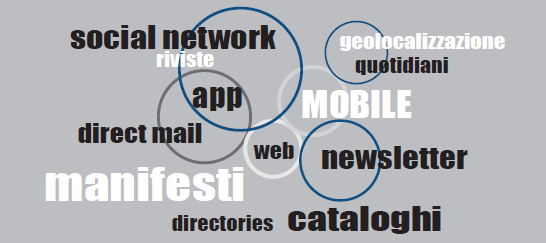 social network
geolocalizzazione
riviste
quotidiani
app
MOBILE
direct mail
web
newsletter
manifesti
directories
cataloghi